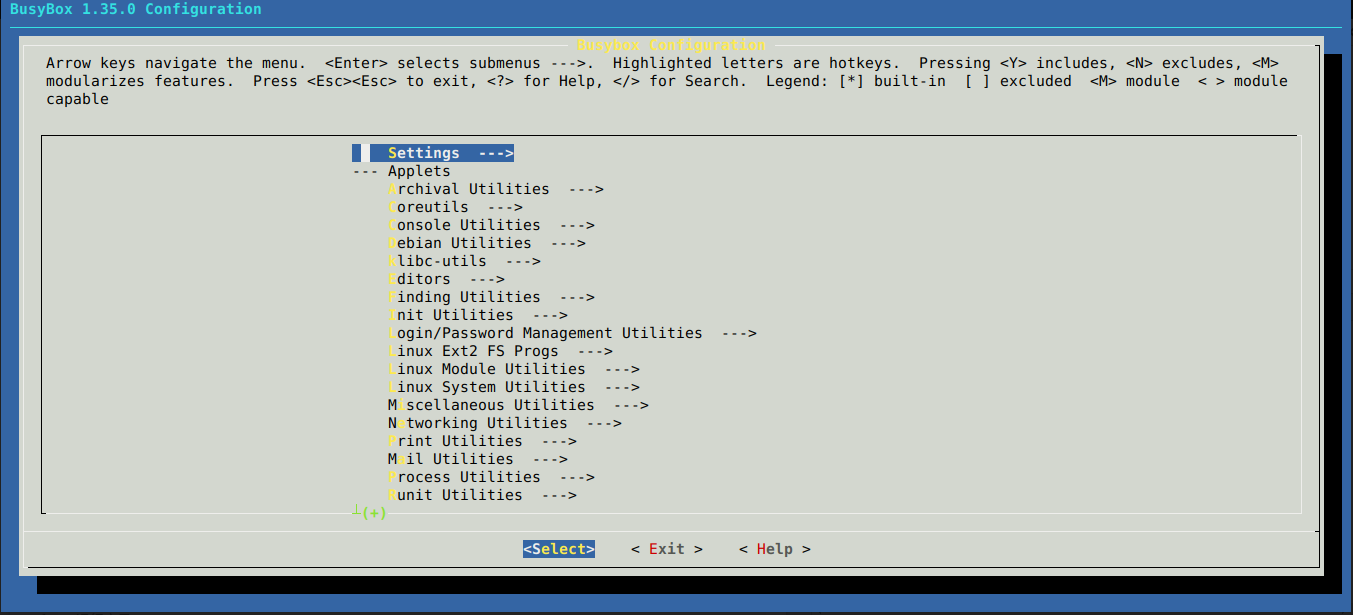 BusyBox 1.35.0 Configuration
Busybox Configuration
Arrow keys navigate the menu.  <Enter> selects submenus --->.  Highlighted letters are hotkeys.  Pressing <Y> includes, <N> excludes, <M>
modularizes features.  Press <Esc><Esc> to exit, <?> for Help, </> for Search.  Legend: [*] built-in  [ ] excluded  <M> module  < > module
capable
Settings  --->
--- Applets
Archival Utilities  --->
Coreutils  --->
Console Utilities  --->
Debian Utilities  --->
klibc-utils  --->
Editors  --->
Finding Utilities  --->
Init Utilities  --->
Login/Password Management Utilities  --->
Linux Ext2 FS Progs  --->
Linux Module Utilities  --->
Linux System Utilities  --->
Miscellaneous Utilities  --->
Networking Utilities  --->
Print Utilities  --->
Mail Utilities  --->
Process Utilities  --->
Runit Utilities  --->
(+)
<Select>    < Exit >    < Help >